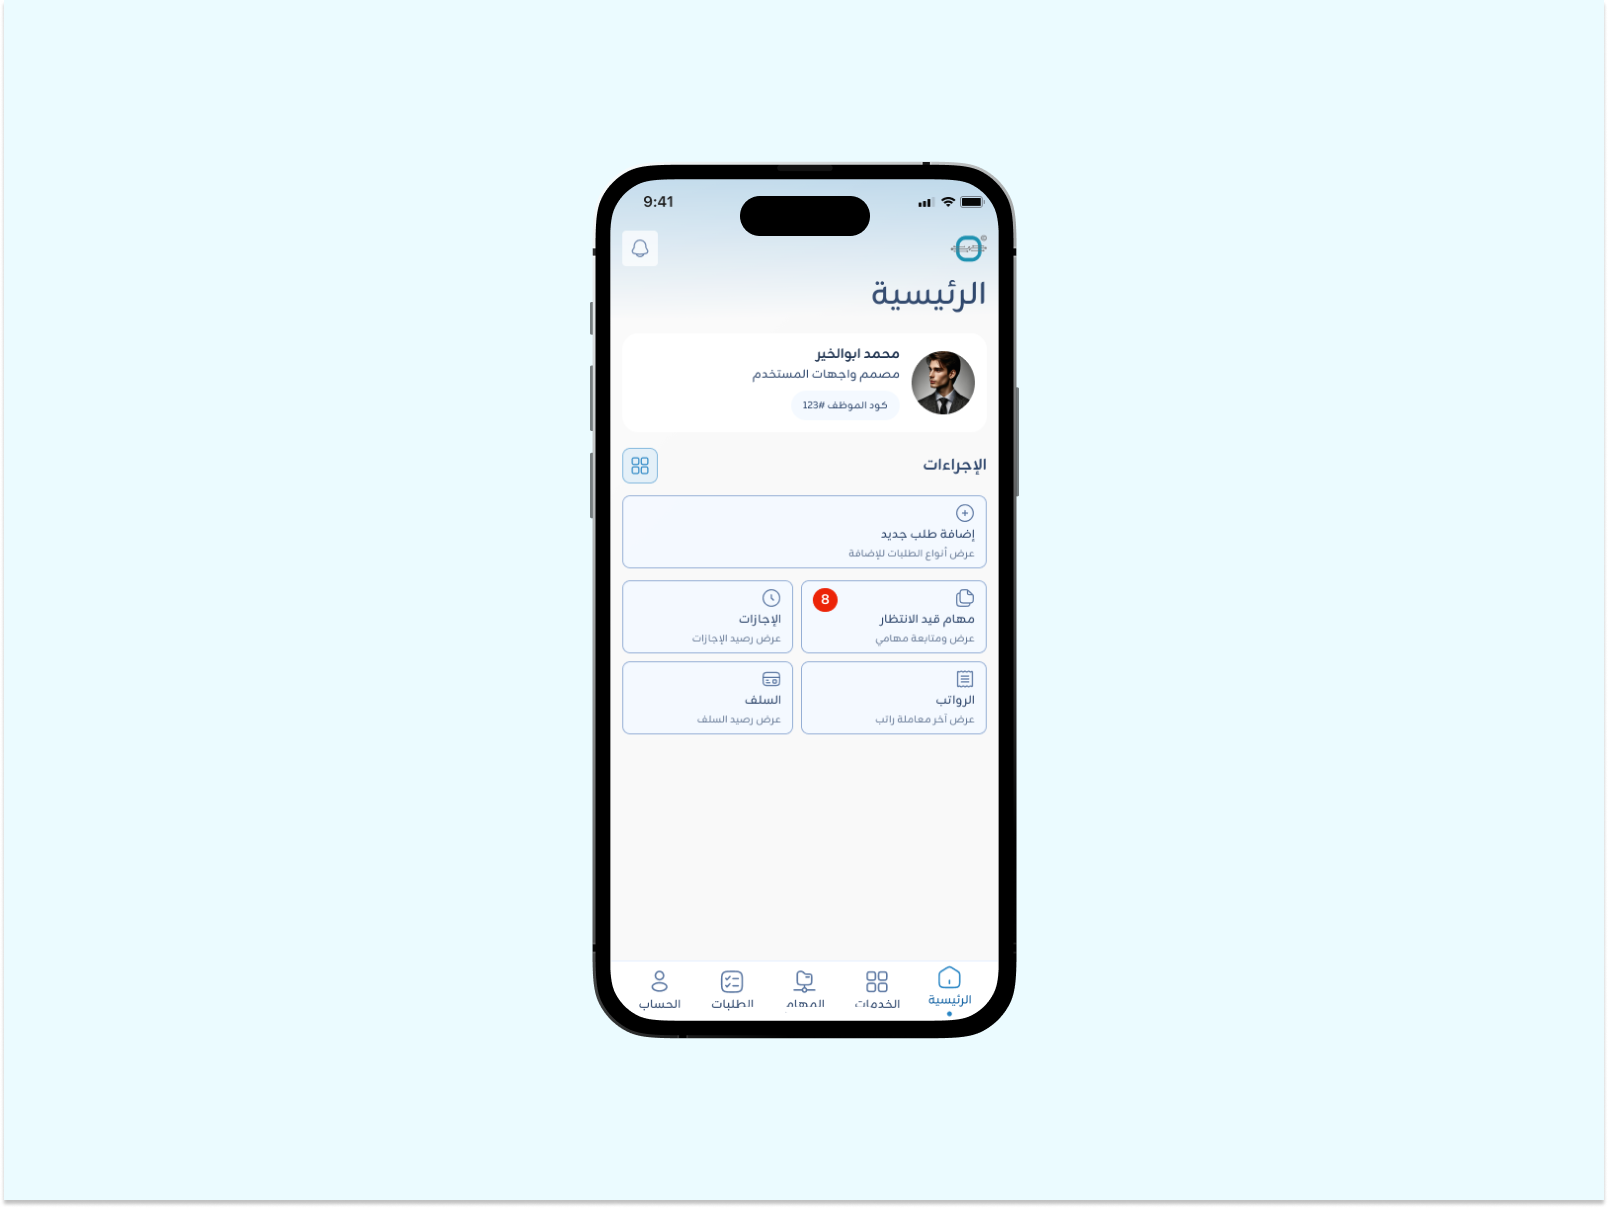 9:41
الرئيسية
محمد ابوالخير
مصمم واجهات المستخدم
كود الموظف #123
الإجراءات
إضافة طلب جديد
عرض أنواع الطلبات للإضافة
مهام قيد الانتظار
8
عرض ومتابعة مهامي
الإجازات
عرض رصيد الإجازات
الرواتب
عرض أخر معاملة راتب
السلف
عرض رصيد السلف
الرئيسية
الخدمات
المهام
الطلبات
الحساب